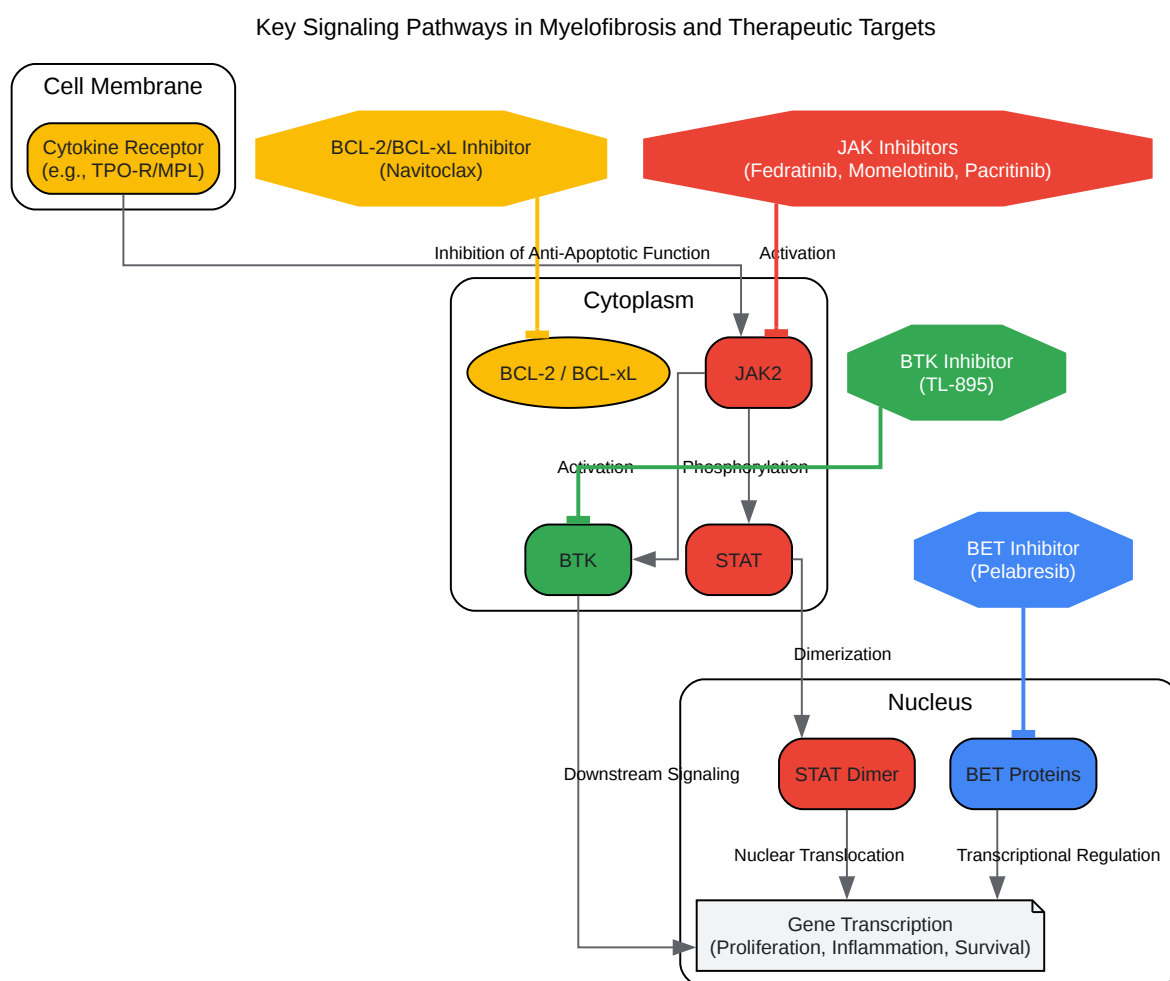 Key Signaling Pathways in Myelofibrosis and Therapeutic Targets
Cell Membrane
Cytokine Receptor
(e.g., TPO-R/MPL)
BCL-2/BCL-xL Inhibitor
(Navitoclax)
JAK Inhibitors
(Fedratinib, Momelotinib, Pacritinib)
Inhibition of Anti-Apoptotic Function
Activation
Cytoplasm
BCL-2 / BCL-xL
JAK2
BTK Inhibitor
(TL-895)
Activation
Phosphorylation
BTK
STAT
BET Inhibitor
(Pelabresib)
Dimerization
Nucleus
Downstream Signaling
STAT Dimer
BET Proteins
Nuclear Translocation
Transcriptional Regulation
Gene Transcription
(Proliferation, Inflammation, Survival)